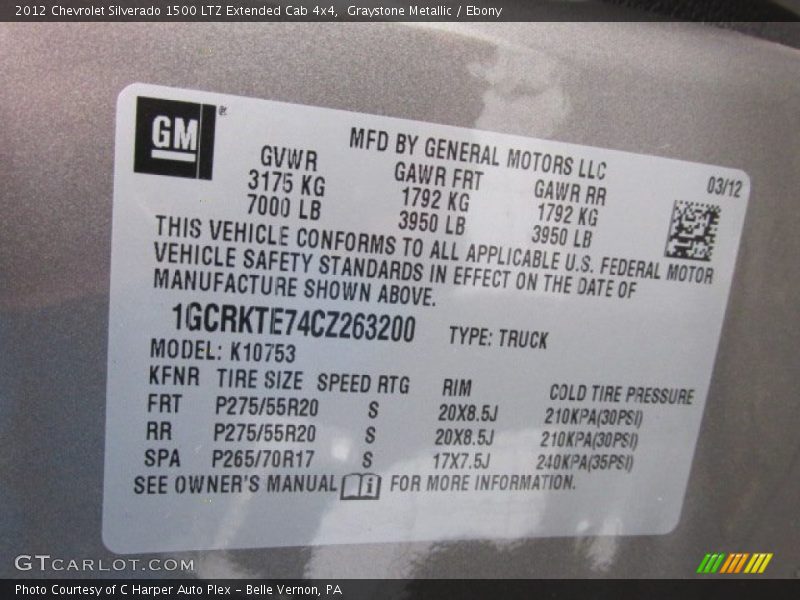 2012 Chevrolet Silverado 1500 LTZ Extended Cab 4x4, Graystone Metallic / Ebony
GM®
MFD BY GENERAL MOTORS LLC
GVWR GAWR FRT GAWR RR 03/12
3175 KG 1792 KG 1792 KG
7000 LB 3950 LB 3950 LB
THIS VEHICLE CONFORMS TO ALL APPLICABLE U.S. FEDERAL MOTOR
VEHICLE SAFETY STANDARDS IN EFFECT ON THE DATE OF
MANUFACTURE SHOWN ABOVE.
1GCRKTE74CZ263200 TYPE: TRUCK
MODEL: K10753
KFNR TIRE SIZE SPEED RTG RIM COLD TIRE PRESSURE
FRT P275/55R20 S 20X8.5J 210KPA(30PSI)
RR P275/55R20 S 20X8.5J 210KPA(30PSI)
SPA P265/70R17 S 17X7.5J 240KPA(35PSI)
SEE OWNER'S MANUAL i FOR MORE INFORMATION.
GTCARLOT.COM
Photo Courtesy of C Harper Auto Plex - Belle Vernon, PA